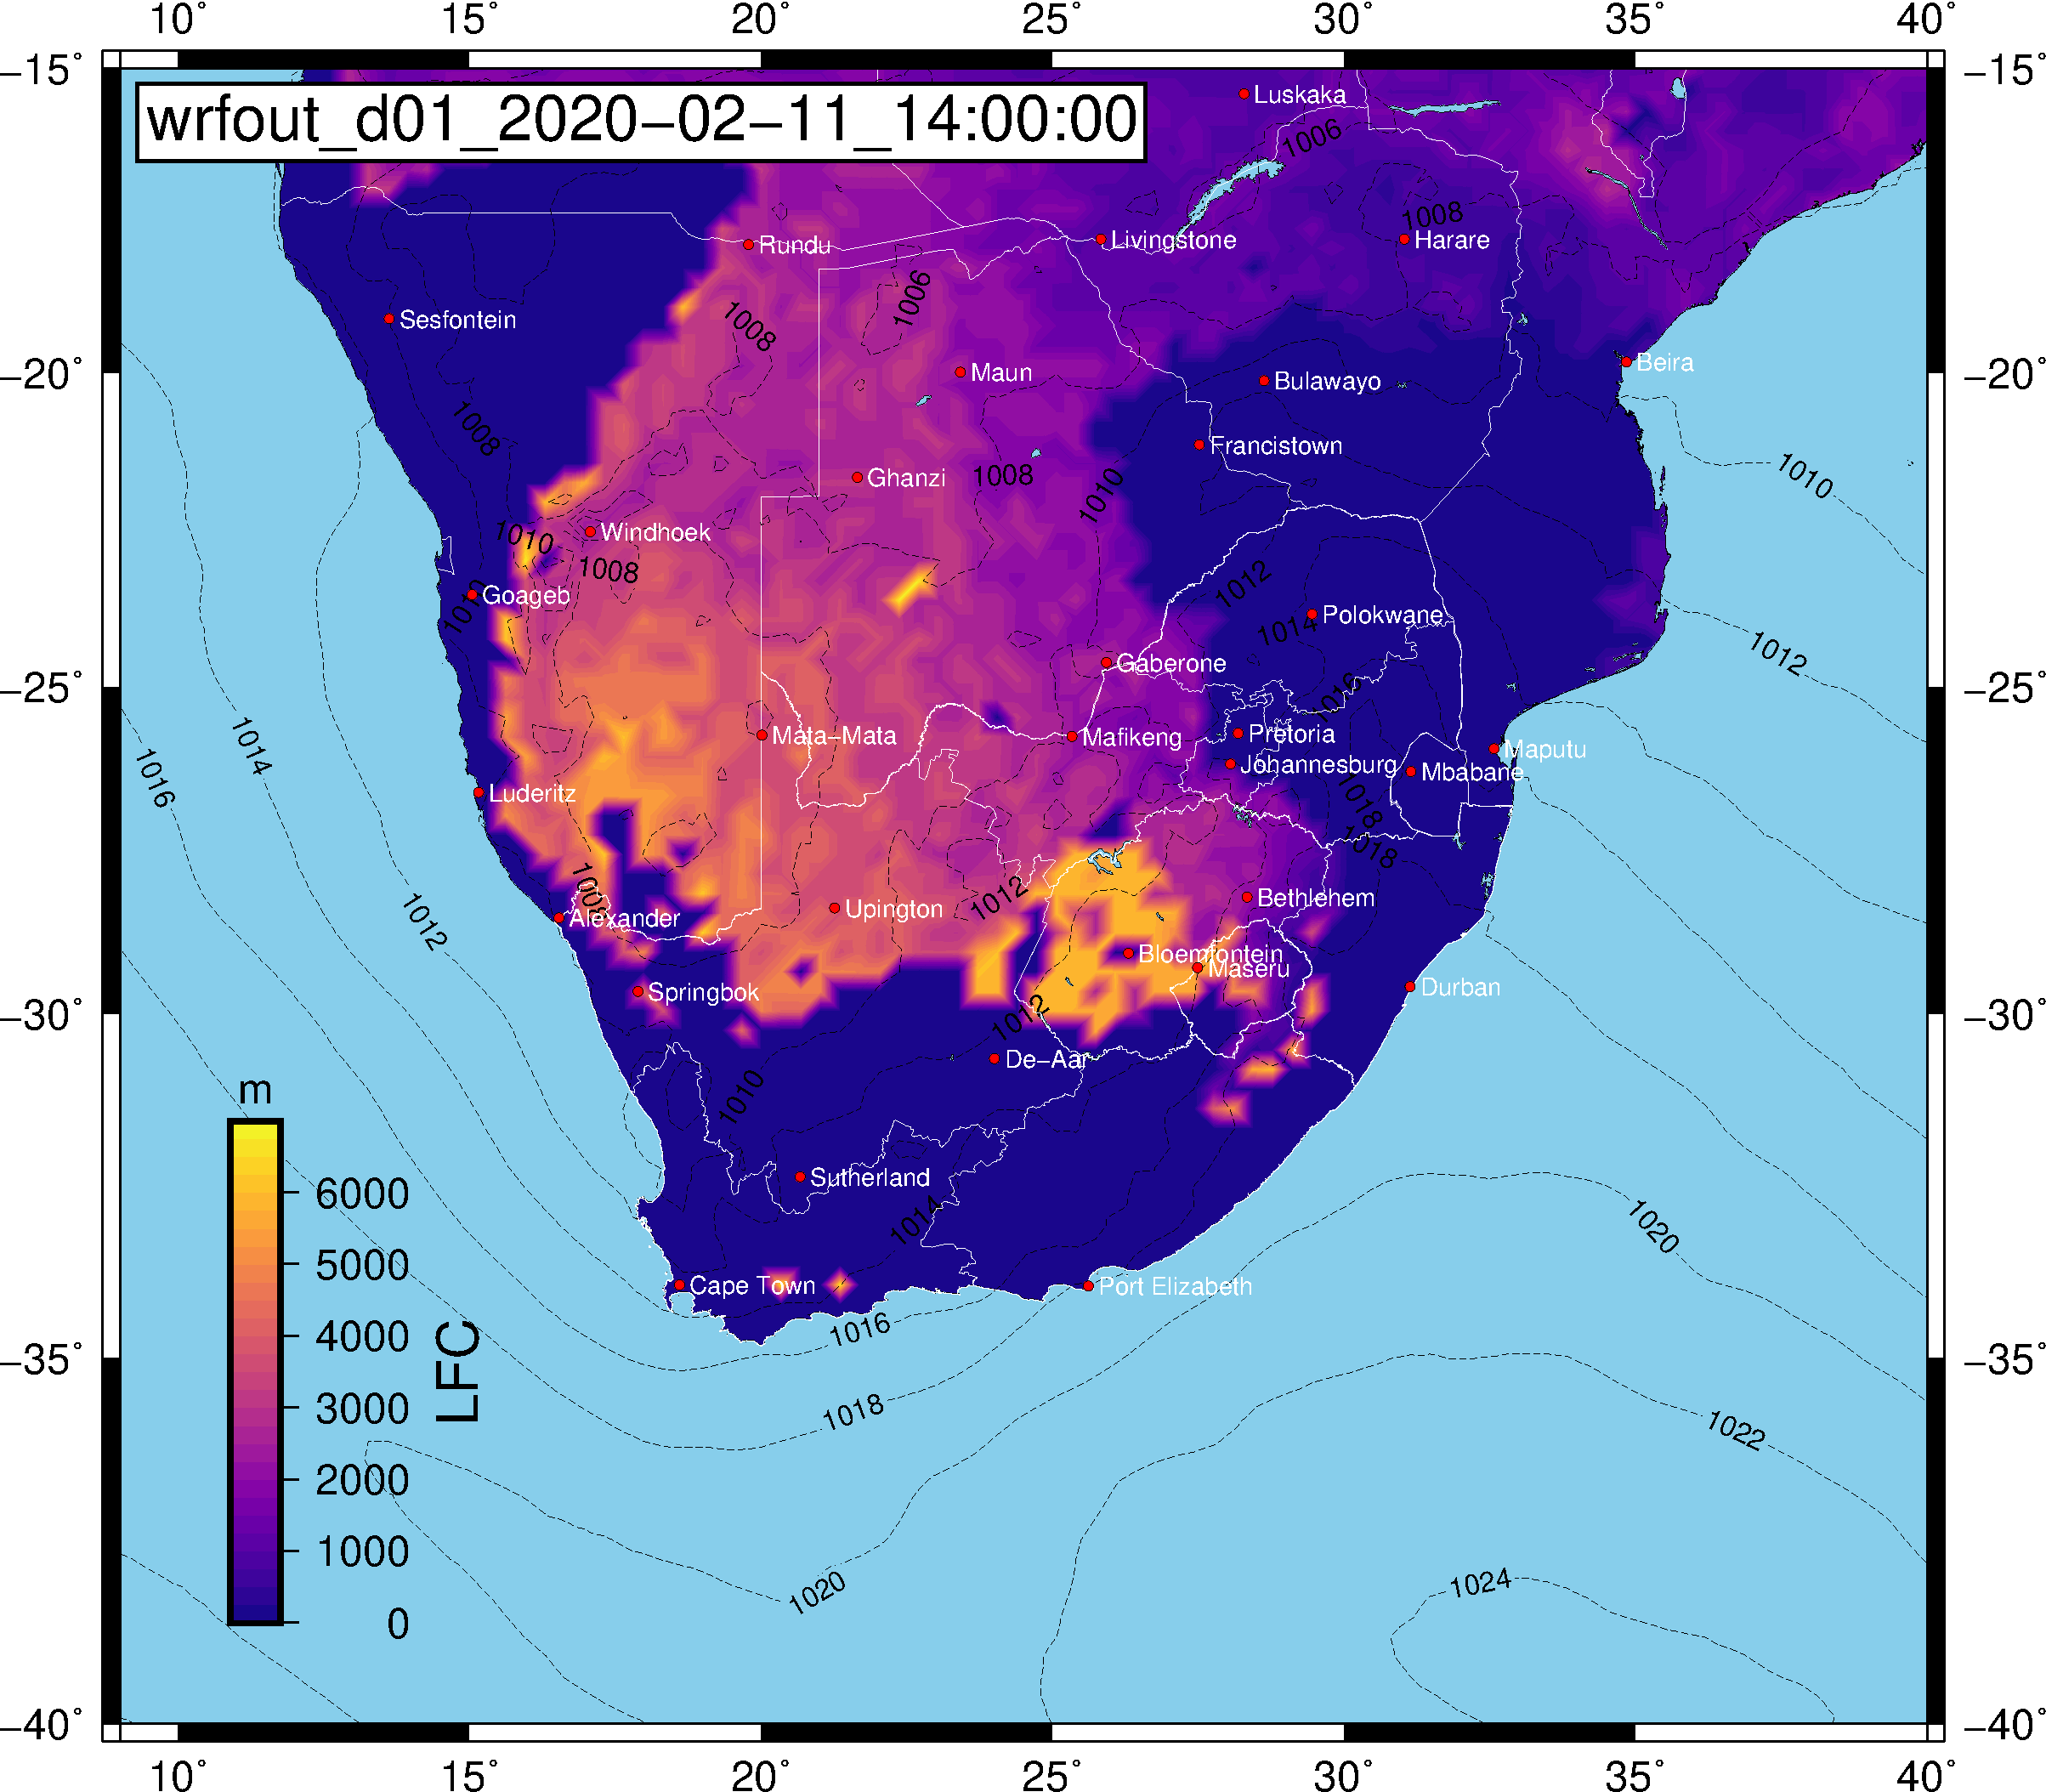 10° 15° 20° 25° 30° 35° 40°
−15° −15°
wrfout_d01_2020−02−11_14:00:00
Luskaka
1006
1008
Rundu
Livingstone
Harare
1006
1008
Sesfontein
−20° −20°
Maun
Beira
Bulawayo
1008
Francistown
Ghanzi
1008
1010
1010
Windhoek
1010
1008
1012
Goageb
1010
Polokwane
1014
1012
Gaberone
−25° −25°
1016
1014
1016
Mata−Mata
Mafikeng
Pretoria
Maputu
Johannesburg
Mbabane
Luderitz
1018
1018
1008
1012
Bethlehem
1012
Alexander
Upington
Bloemfontein
Maseru
Springbok
Durban
−30° −30°
1012
De−Aar
m
1010
Sutherland
6000
1014
1020
5000
Cape Town
Port Elizabeth
4000
1016
−35° −35°
LFC
3000
1018
1022
2000
1000
1020
1024
0
−40° −40°
10° 15° 20° 25° 30° 35° 40°